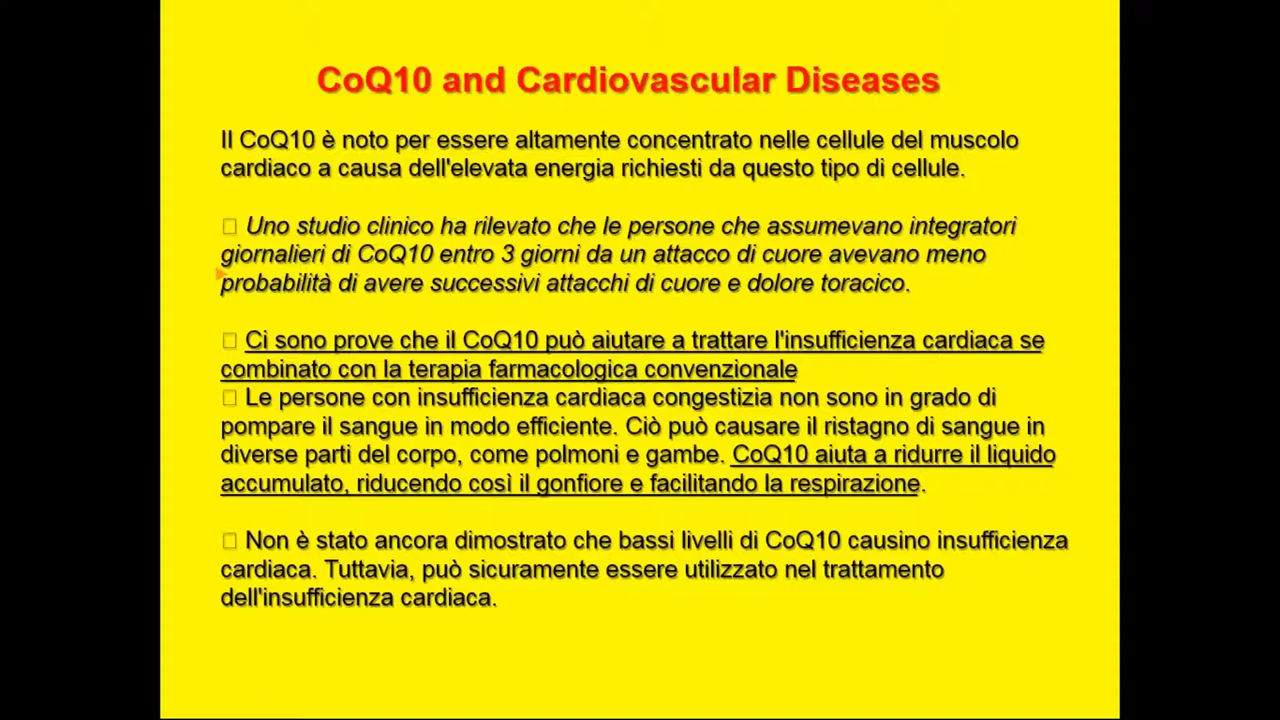 CoQ10 and Cardiovascular Diseases
Il CoQ10 è noto per essere altamente concentrato nelle cellule del muscolo
cardiaco a causa dell'elevata energia richiesti da questo tipo di cellule.
Uno studio clinico ha rilevato che le persone che assumevano integratori
giornalieri di CoQ10 entro 3 giorni da un attacco di cuore avevano meno
probabilità di avere successivi attacchi di cuore e dolore toracico.
Ci sono prove che il CoQ10 può aiutare a trattare l'insufficienza cardiaca se
combinato con la terapia farmacologica convenzionale
Le persone con insufficienza cardiaca congestizia non sono in grado di
pompare il sangue in modo efficiente. Ciò può causare il ristagno di sangue in
diverse parti del corpo, come polmoni e gambe. CoQ10 aiuta a ridurre il liquido
accumulato, riducendo così il gonfiore e facilitando la respirazione.
Non è stato ancora dimostrato che bassi livelli di CoQ10 causino insufficienza
cardiaca. Tuttavia, può sicuramente essere utilizzato nel trattamento
dell'insufficienza cardiaca.